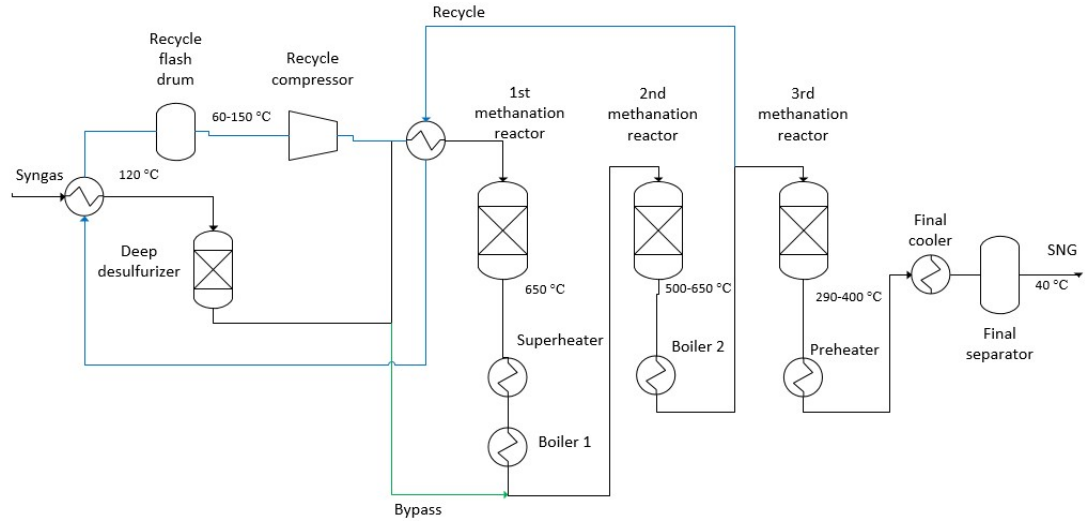 Recycle
Recycle
flash
drum
Recycle
compressor
60-150 °C
1st
methanation
reactor
2nd
methanation
reactor
3rd
methanation
reactor
Syngas
120 °C
Deep
desulfurizer
Final
cooler
SNG
40 °C
650 °C
500-650 °C
290-400 °C
Final
separator
Superheater
Boiler 2
Preheater
Boiler 1
Bypass